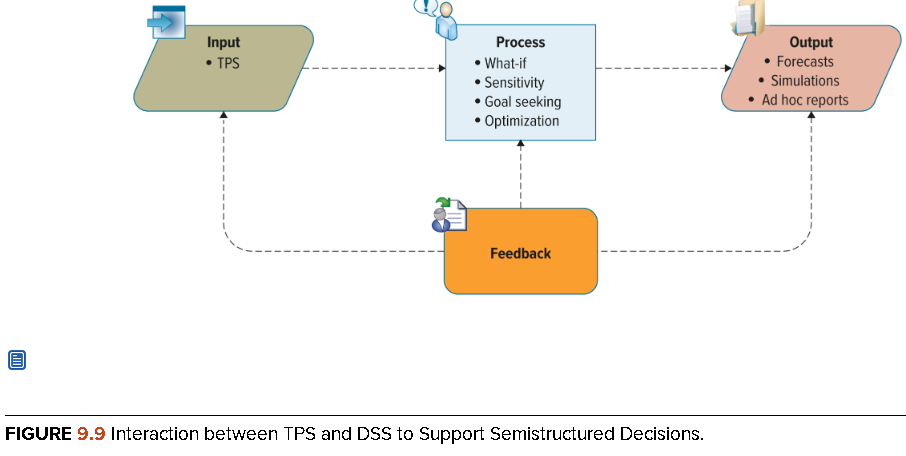 Input
• TPS
Process
• What-if
• Sensitivity
• Goal seeking
• Optimization
Output
• Forecasts
• Simulations
• Ad hoc reports
Feedback
FIGURE 9.9 Interaction between TPS and DSS to Support Semistructured Decisions.